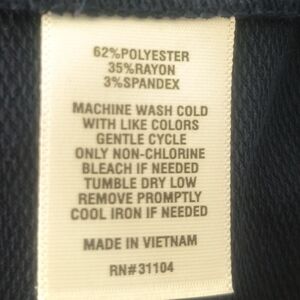 62%POLYESTER
35%RAYON
3%SPANDEX
MACHINE WASH COLD
WITH LIKE COLORS
GENTLE CYCLE
ONLY NON-CHLORINE
BLEACH IF NEEDED
TUMBLE DRY LOW
REMOVE PROMPTLY
COOL IRON IF NEEDED
MADE IN VIETNAM
RN#31104